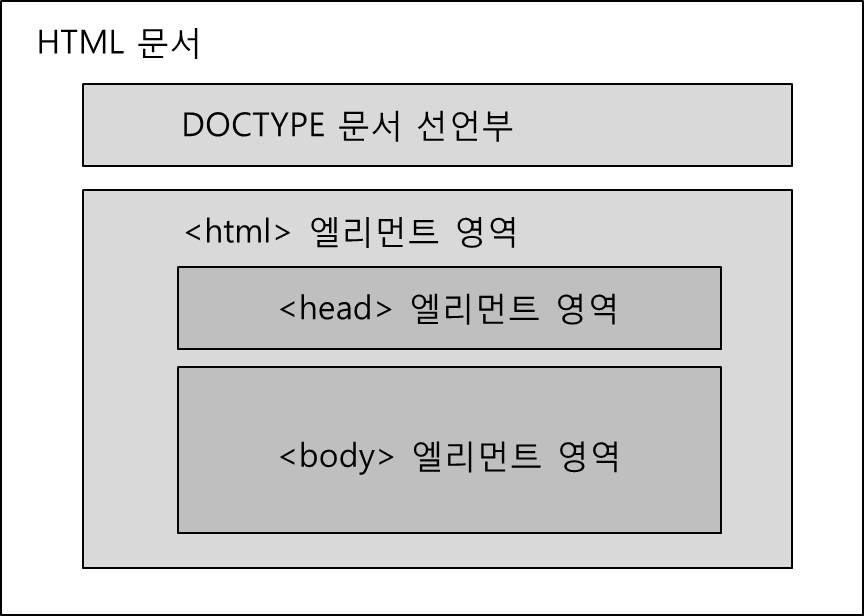 HTML 문서
DOCTYPE 문서 선언부
<html> 엘리먼트 영역
<head> 엘리먼트 영역
<body> 엘리먼트 영역